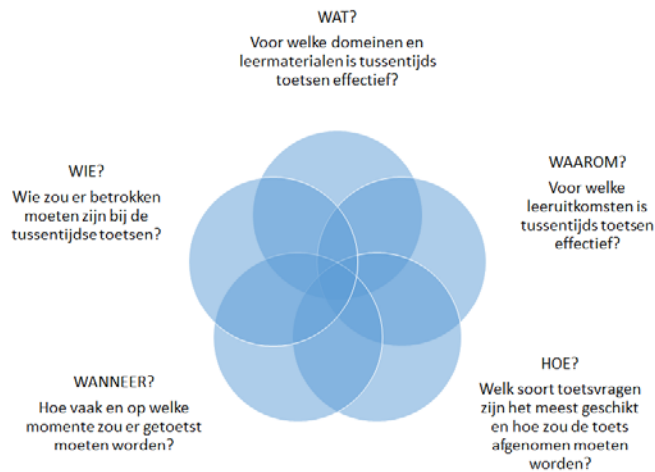 WAT?
Voor welke domeinen en
leermaterialen is tussentijds
toetsen effectief?
WAAROM?
Voor welke
leeruitkomsten is
tussentijds toetsen
effectief?
HOE?
Welk soort toetsvragen
zijn het meest geschikt
en hoe zou de toets
afgenomen moeten
worden?
WANNEER?
Hoe vaak en op welke
momente zou er getoetst
moeten worden?
WIE?
Wie zou er betrokken
moeten zijn bij de
tussentijdse toetsen?